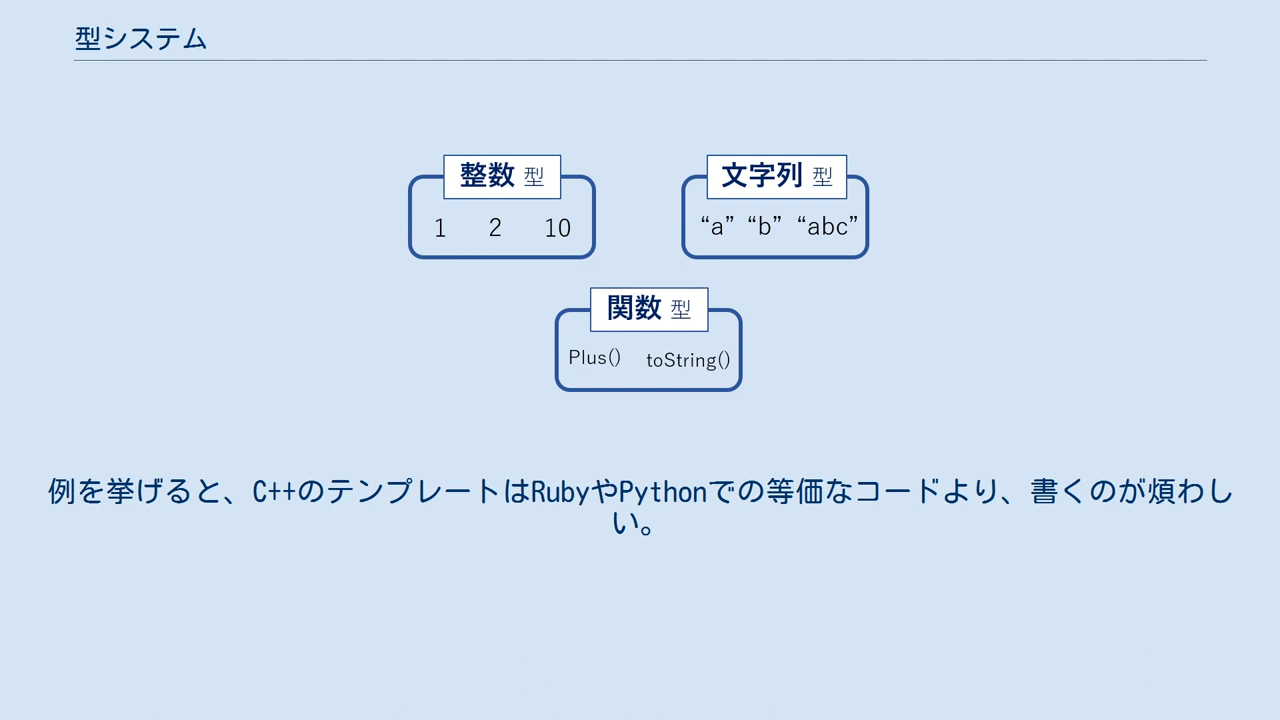 型システム
整数 型
文字列 型
1 2 10
“a” “b” “abc”
関数 型
Plus() toString()
例を挙げると、C++のテンプレートはRubyやPythonでの等価なコードより、書くのが煩わし
い。